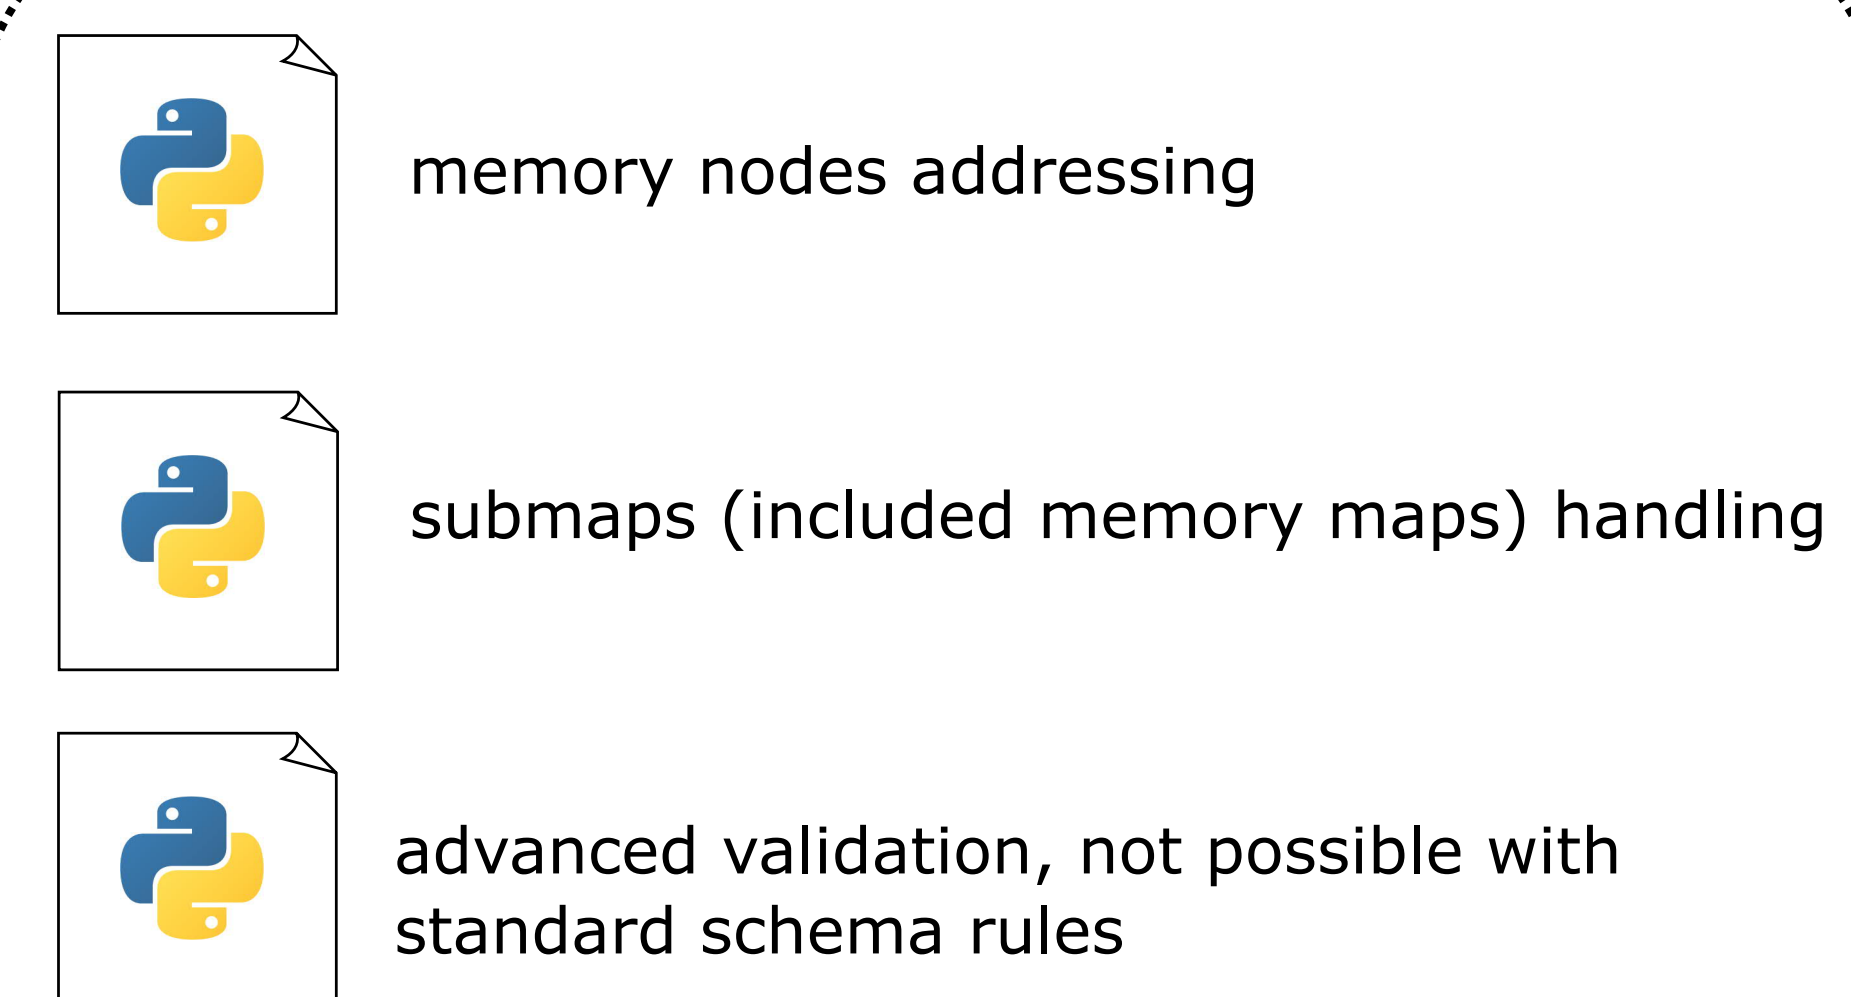 memory nodes addressing
submaps (included memory maps) handling
advanced validation, not possible with
standard schema rules